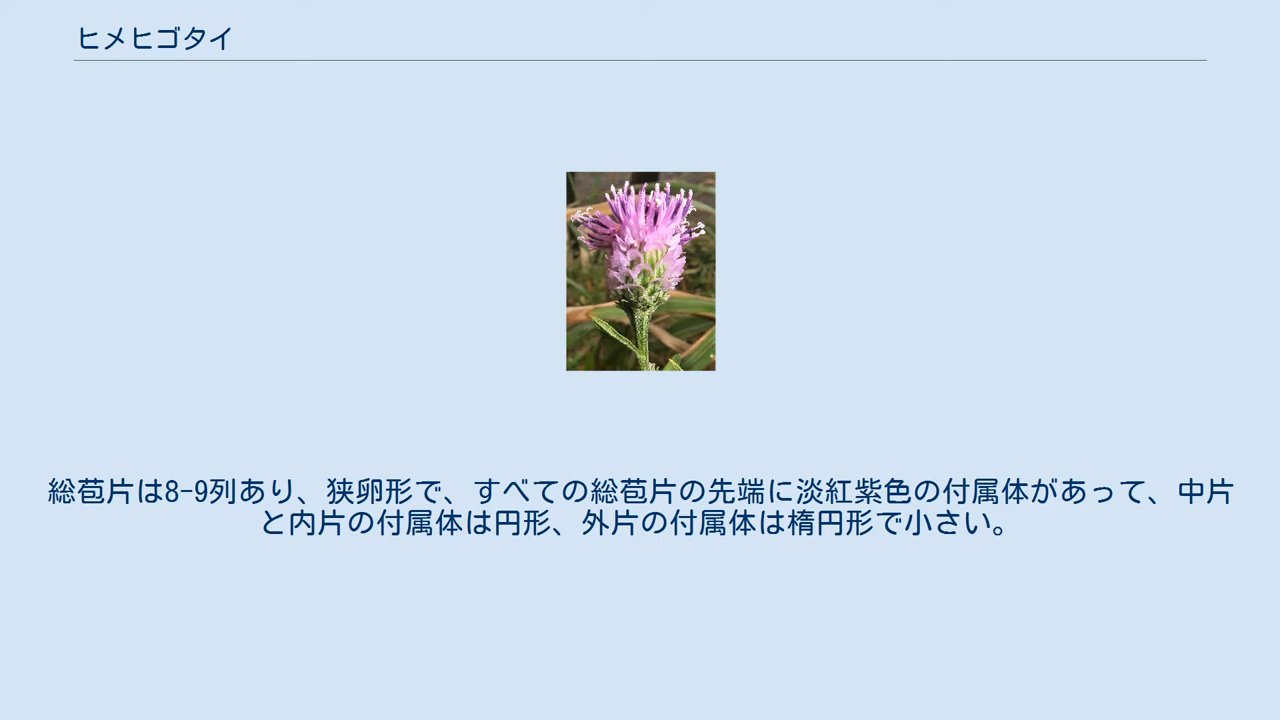 ヒメヒゴタイ
総苞片は8-9列あり、狭卵形で、すべての総苞片の先端に淡紅紫色の付属体があって、中片
と内片の付属体は円形、外片の付属体は楕円形で小さい。